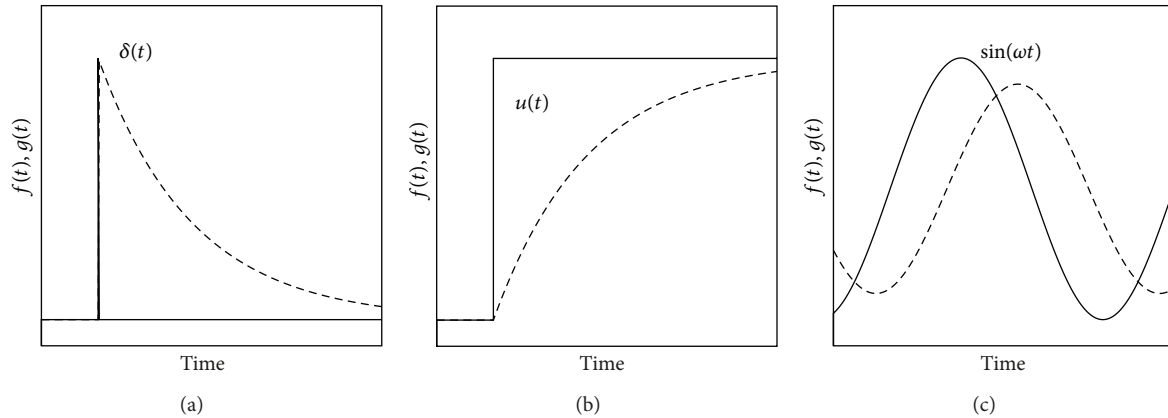 f(t), g(t)
δ(t)
Time
(a)
f(t), g(t)
u(t)
Time
(b)
f(t), g(t)
sin(ωt)
Time
(c)